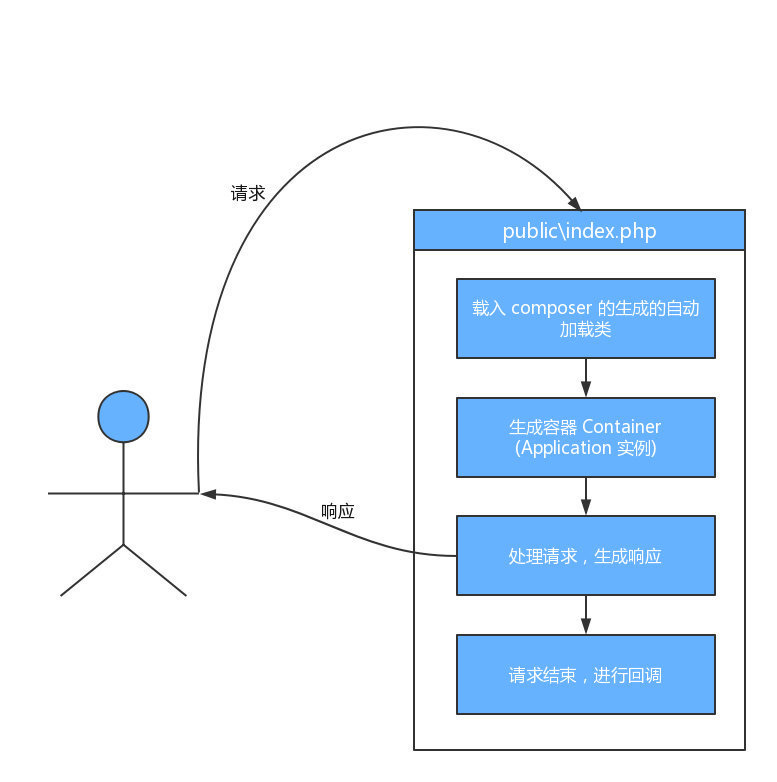 请求
public\index.php
载入 composer 的生成的自动
加载类
生成容器 Container
(Application 实例)
响应
处理请求，生成响应
请求结束，进行回调